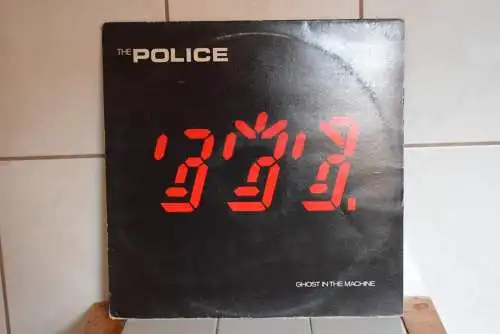 THE POLICE
GHOST IN THE MACHINE